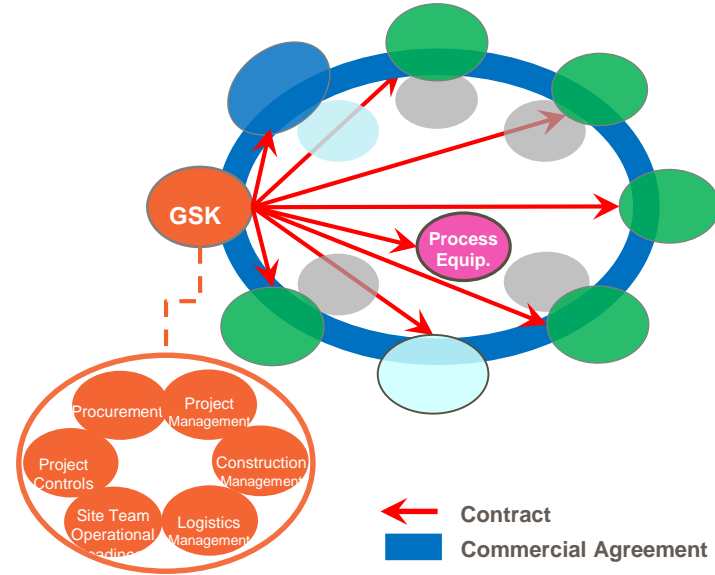 GSK
Process
Equip.
Procurement
Project
Management
Project
Controls
Construction
Management
Site Team
Operational
Logistics
Management
Contract
Commercial Agreement